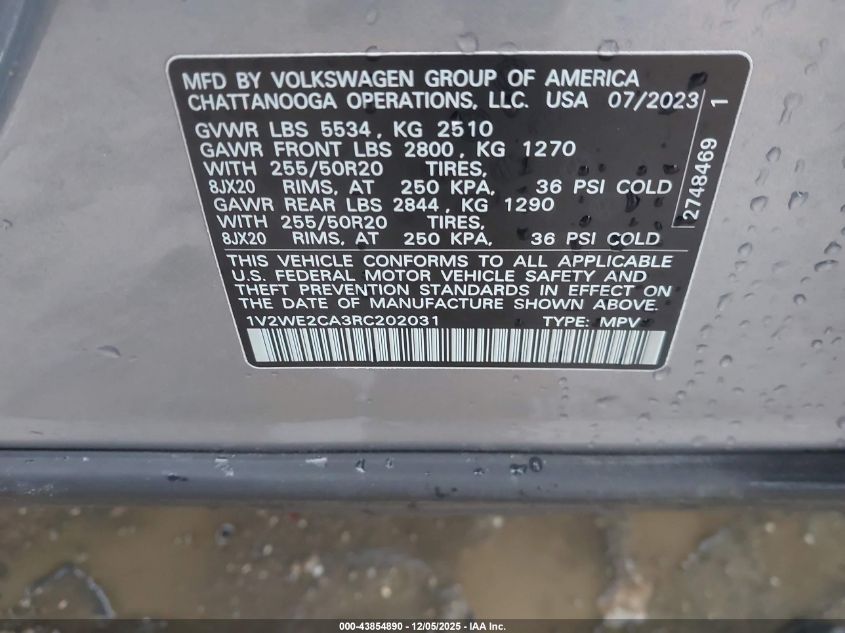 MFD BY VOLKSWAGEN GROUP OF AMERICA
CHATTANOOGA OPERATIONS, LLC. USA 07/2023
GVWR LBS 5534, KG 2510
GAWR FRONT LBS 2800, KG 1270
WITH 255/50R20 TIRES,
8JX20 RIMS, AT 250 KPA, 36 PSI COLD
GAWR REAR LBS 2844, KG 1290
WITH 255/50R20 TIRES,
8JX20 RIMS, AT 250 KPA, 36 PSI COLD
THIS VEHICLE CONFORMS TO ALL APPLICABLE
U.S. FEDERAL MOTOR VEHICLE SAFETY AND
THEFT PREVENTION STANDARDS IN EFFECT ON
THE DATE OF MANUFACTURE SHOWN ABOVE.
1V2WE2CA3RC202031 TYPE: MPV
2748469 1
000-43854890 - 12/05/2025 - IAA Inc.